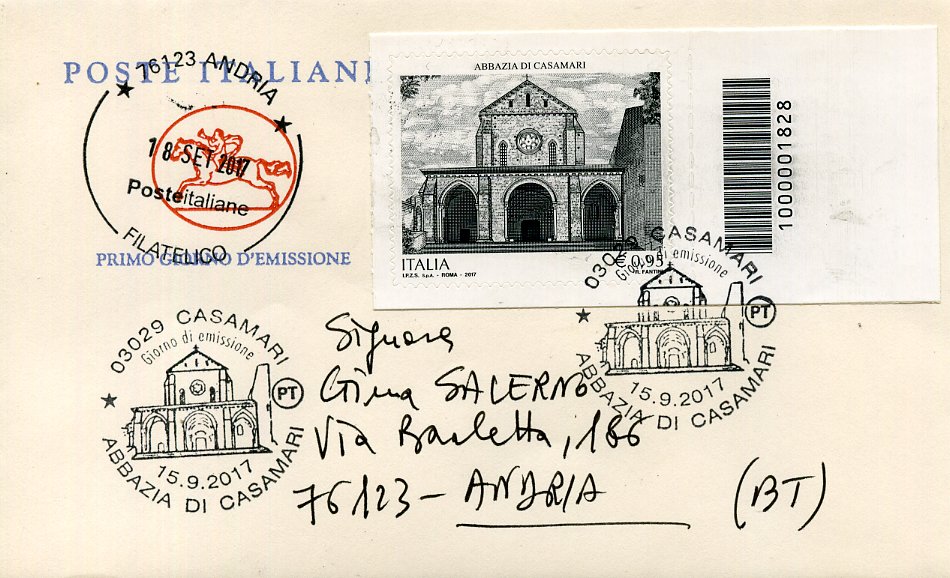 POSTE ITALIANE
76123 ANDRIA
18 SET 2017
Posteitaliane
FILATELICO
PRIMO GIORNO D'EMISSIONE
ABBAZIA DI CASAMARI
ITALIA
€ 0,95
I.P.Z.S. S.p.A. - ROMA - 2017
R. FANTINI
1000001828
03029 CASAMARI
Giorno di emissione
PT
15.9.2017
ABBAZIA DI CASAMARI
03029 CASAMARI
Giorno di emissione
PT
15.9.2017
ABBAZIA DI CASAMARI
Signora
Gina SALERNO
Via Barletta, 186
76123 - ANDRIA (BT)